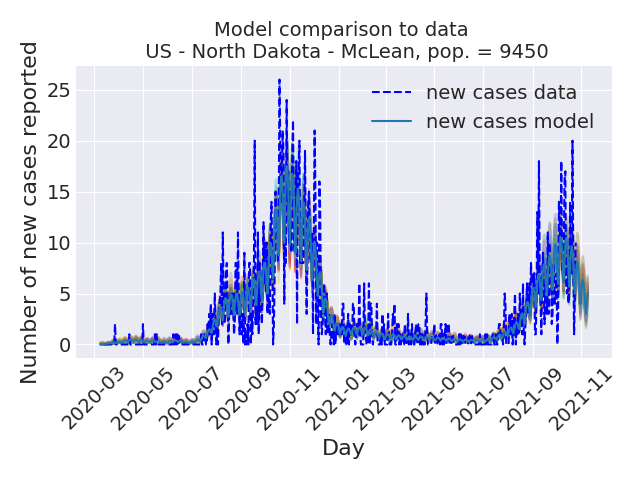 Model comparison to data
US - North Dakota - McLean, pop. = 9450
Number of new cases reported
25
20
15
10
5
0
new cases data
new cases model
2020-03
2020-05
2020-07
2020-09
2020-11
2021-01
2021-03
2021-05
2021-07
2021-09
2021-11
Day